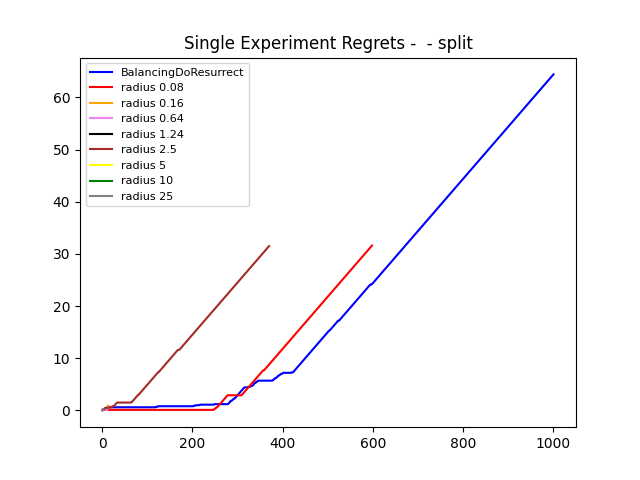 Single Experiment Regrets -  - split
BalancingDoResurrect
radius 0.08
radius 0.16
radius 0.64
radius 1.24
radius 2.5
radius 5
radius 10
radius 25
60
50
40
30
20
10
0
0 200 400 600 800 1000